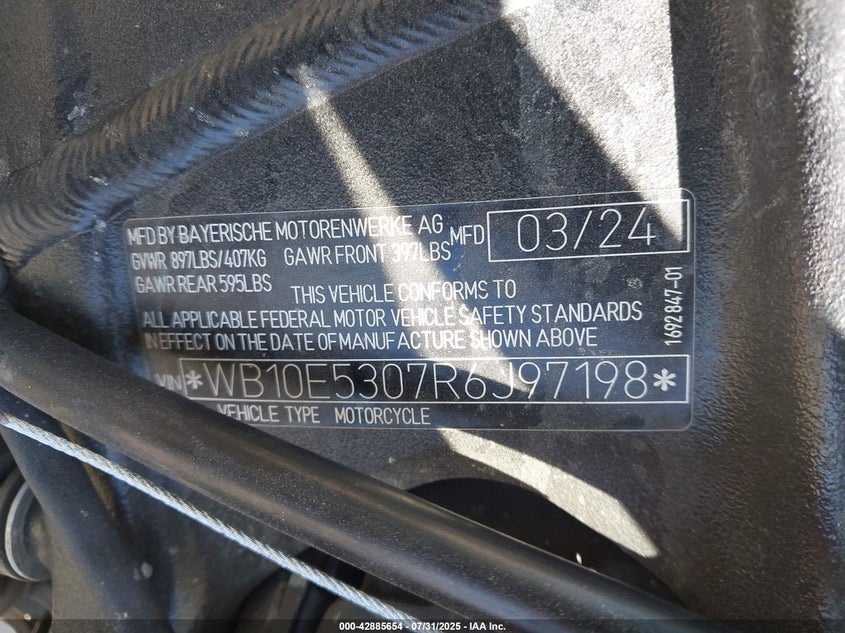 MFD BY BAYERISCHE MOTORENWERKE AG MFD 03/24
GVWR 897LBS/407KG GAWR FRONT 397LBS
GAWR REAR 595LBS
THIS VEHICLE CONFORMS TO
ALL APPLICABLE FEDERAL MOTOR VEHICLE SAFETY STANDARDS
IN EFFECT ON THE DATE OF MANUFACTURE SHOWN ABOVE
VIN *WB10E5307R6J97198*
VEHICLE TYPE MOTORCYCLE
1692 847-01
000-42885654 - 07/31/2025 - IAA Inc.